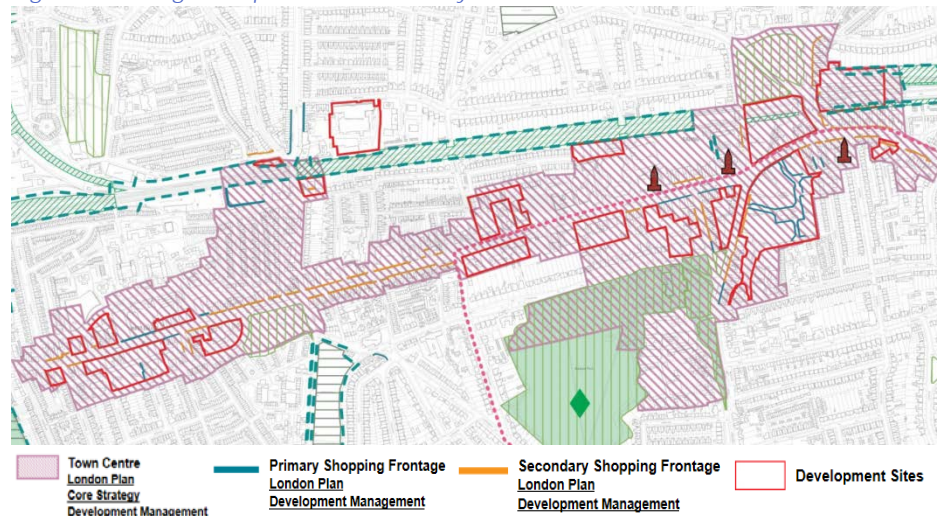 Town Centre
London Plan
Core Strategy
Development Management
Primary Shopping Frontage
London Plan
Development Management
Secondary Shopping Frontage
London Plan
Development Management
Development Sites